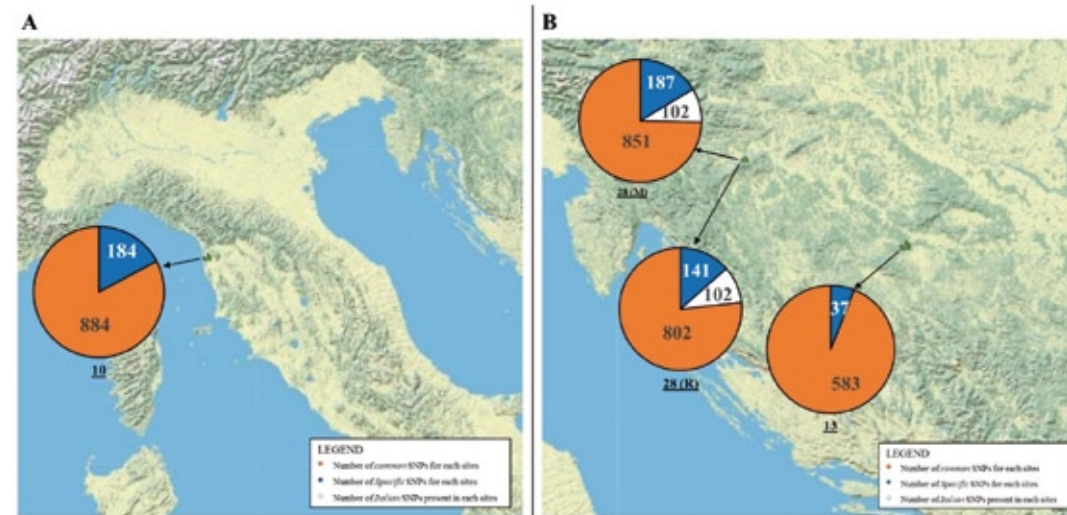 A
184
884
10
LEGEND
Number of common SNPs for each sites
Number of Specific SNPs for each sites
Number of Italian SNPs present in each sites
B
187
102
851
28 (M)
141
102
802
28 (R)
37
583
13
LEGEND
Number of common SNPs for each sites
Number of Specific SNPs for each sites
Number of Italian SNPs present in each sites